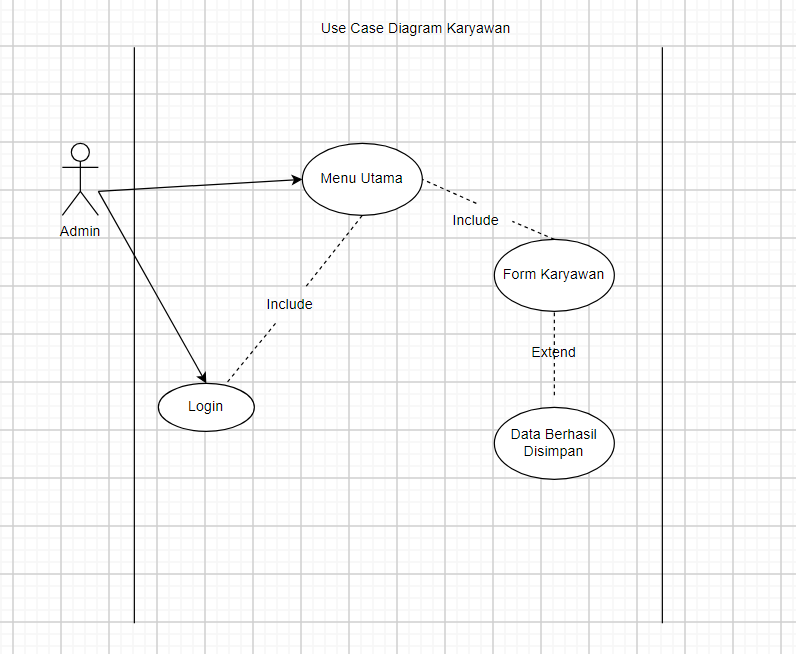 Use Case Diagram Karyawan
Menu Utama
Admin
Include
Form Karyawan
Include
Extend
Login
Data Berhasil
Disimpan